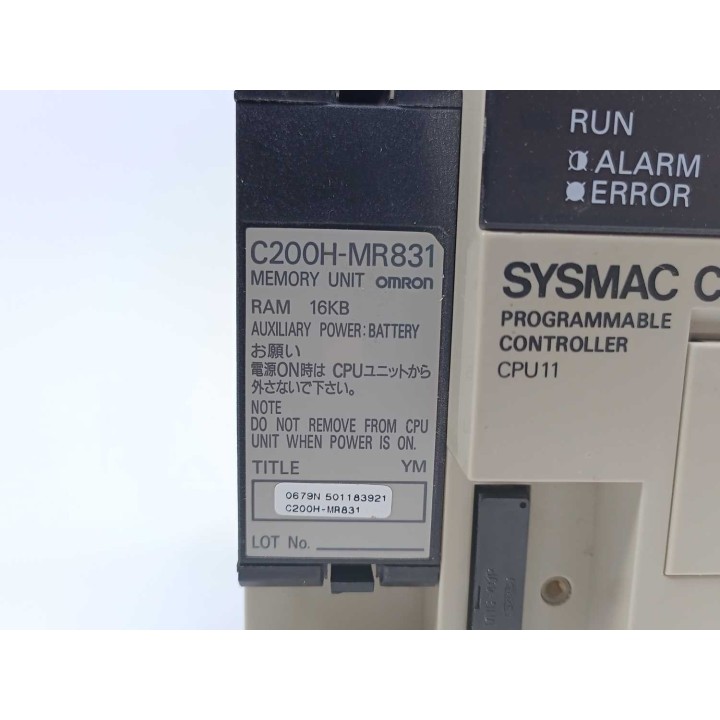 C200H-MR831
MEMORY UNIT omron
RAM 16KB
AUXILIARY POWER:BATTERY
お願い
電源ON時は CPUユニットから
外さないで下さい。
NOTE
DO NOT REMOVE FROM CPU
UNIT WHEN POWER IS ON.
TITLE YM
0679N 501183921
C200H-MR831
LOT No.
RUN
ALARM
ERROR
SYSMAC C
PROGRAMMABLE
CONTROLLER
CPU11